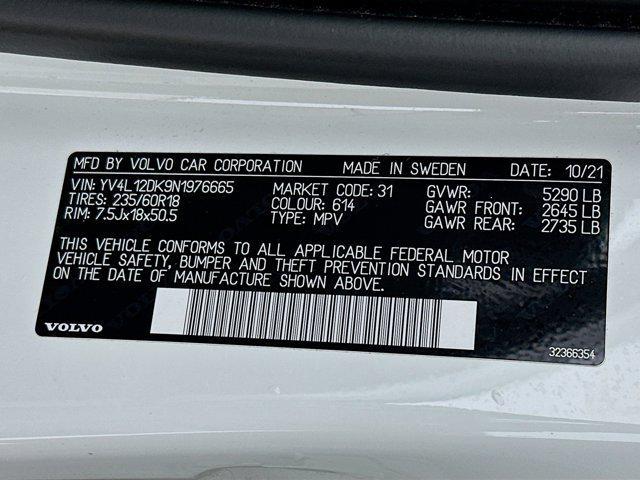 MFD BY VOLVO CAR CORPORATION MADE IN SWEDEN DATE: 10/21
VIN: YV4L12DK9N1976665 MARKET CODE: 31 GVWR: 5290 LB
TIRES: 235/60R18 COLOUR: 614 GAWR FRONT: 2645 LB
RIM: 7.5Jx18x50.5 TYPE: MPV GAWR REAR: 2735 LB
THIS VEHICLE CONFORMS TO ALL APPLICABLE FEDERAL MOTOR
VEHICLE SAFETY, BUMPER AND THEFT PREVENTION STANDARDS IN EFFECT
ON THE DATE OF MANUFACTURE SHOWN ABOVE.
VOLVO
32366354